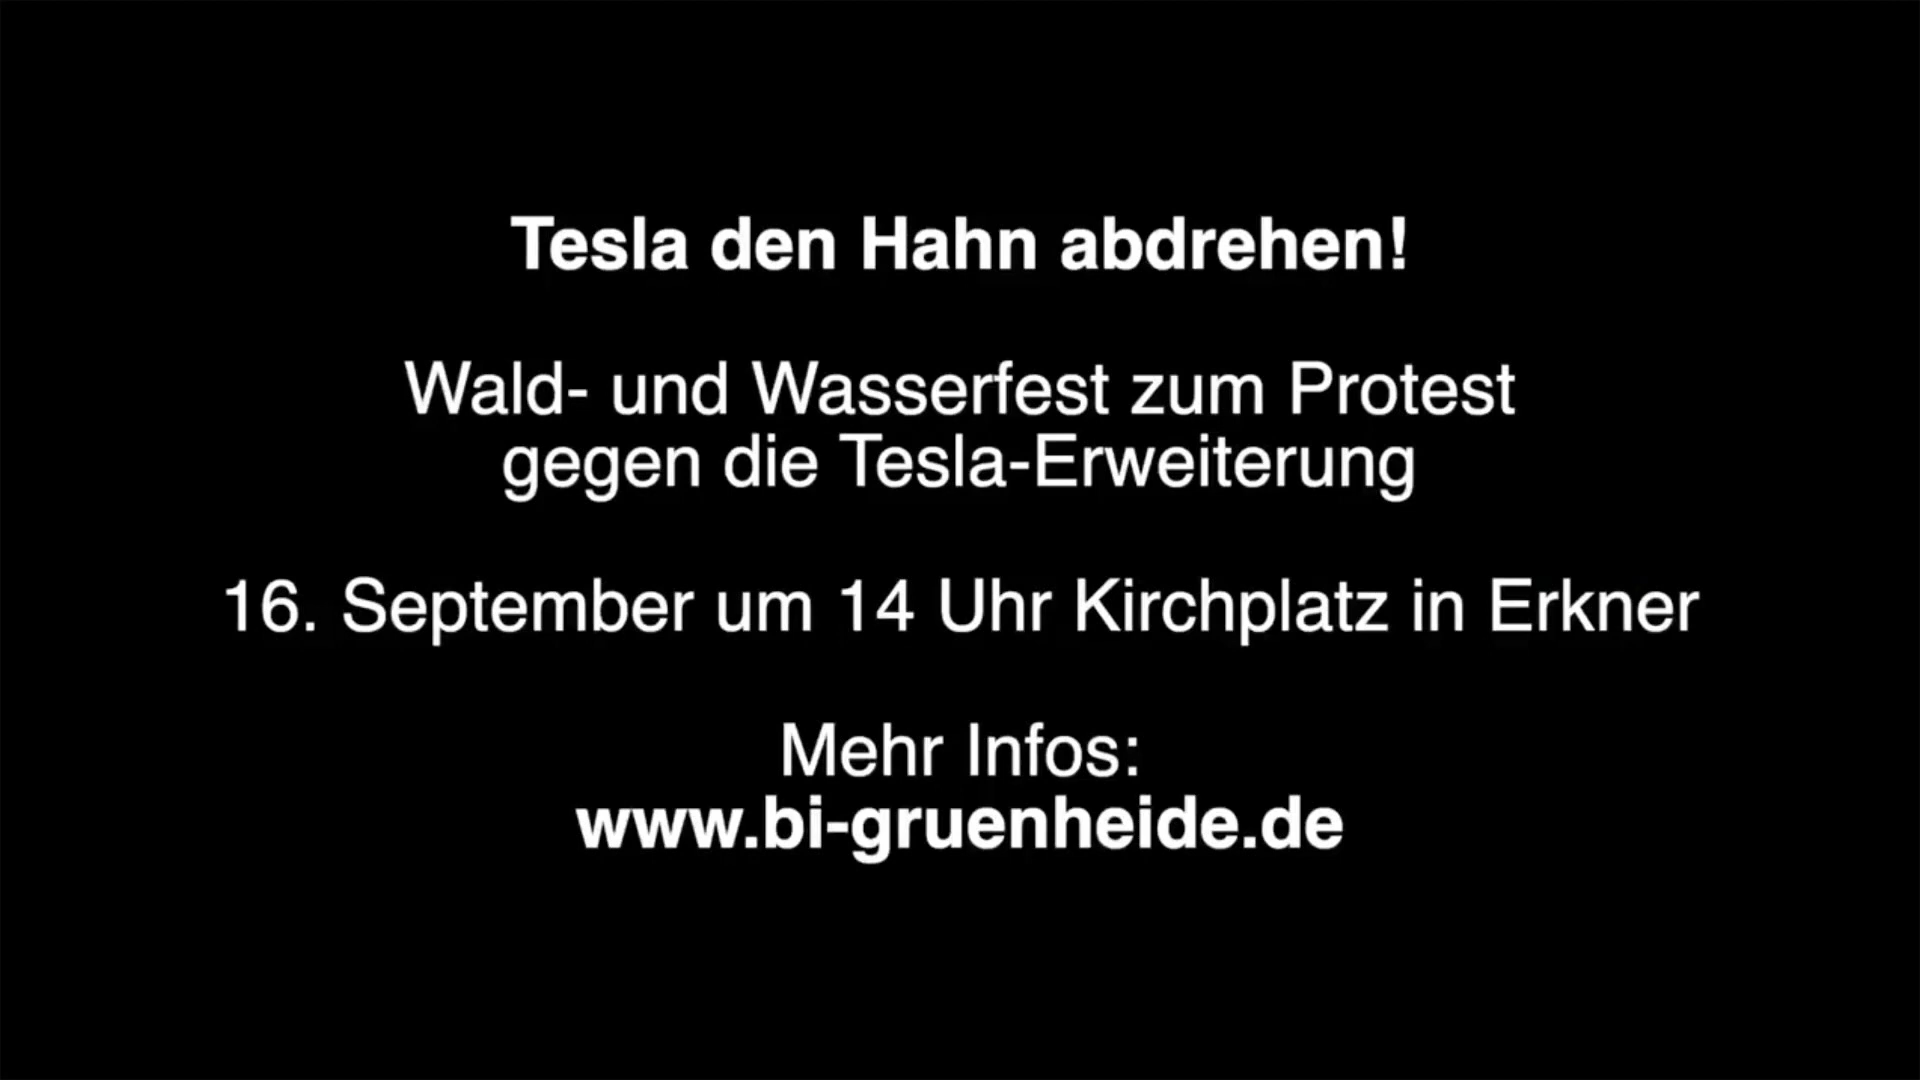 Tesla den Hahn abdrehen!
Wald- und Wasserfest zum Protest
gegen die Tesla-Erweiterung
16. September um 14 Uhr Kirchplatz in Erkner
Mehr Infos:
www.bi-gruenheide.de